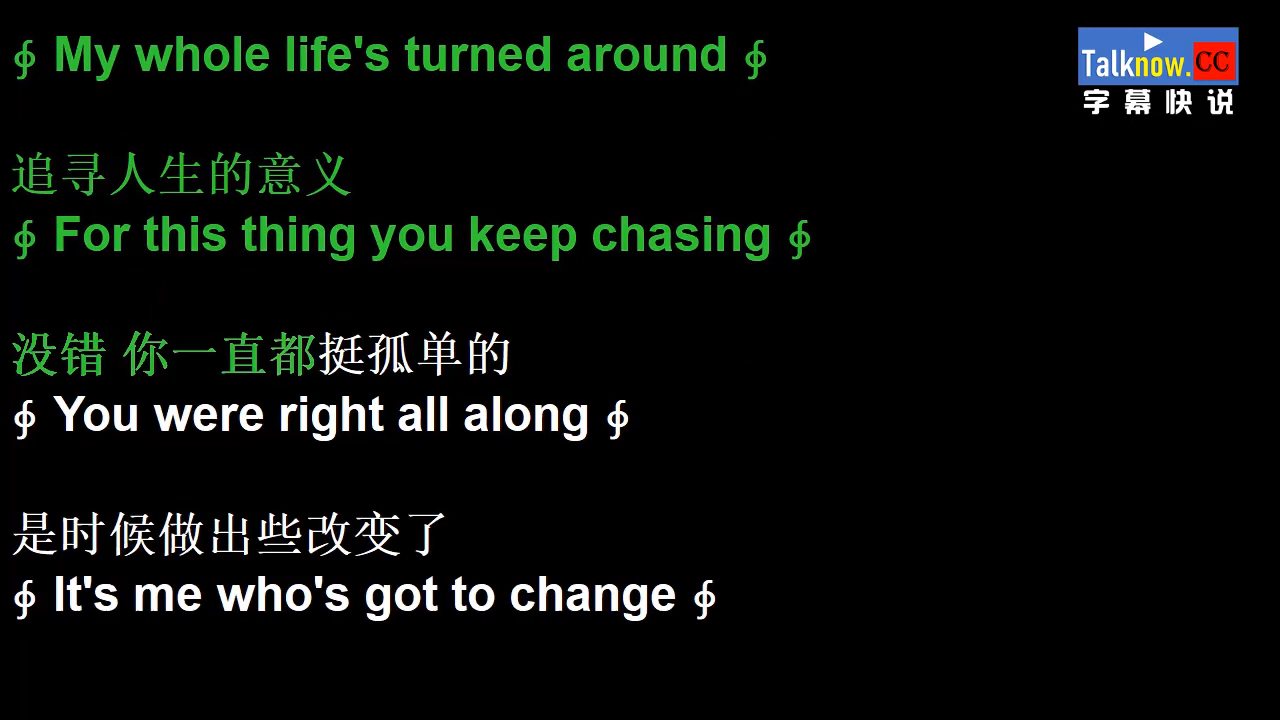 ∮ My whole life's turned around ∮
Talknow.CC
字幕快说
追寻人生的意义
∮ For this thing you keep chasing ∮
没错 你一直都挺孤单的
∮ You were right all along ∮
是时候做出些改变了
∮ It's me who's got to change ∮